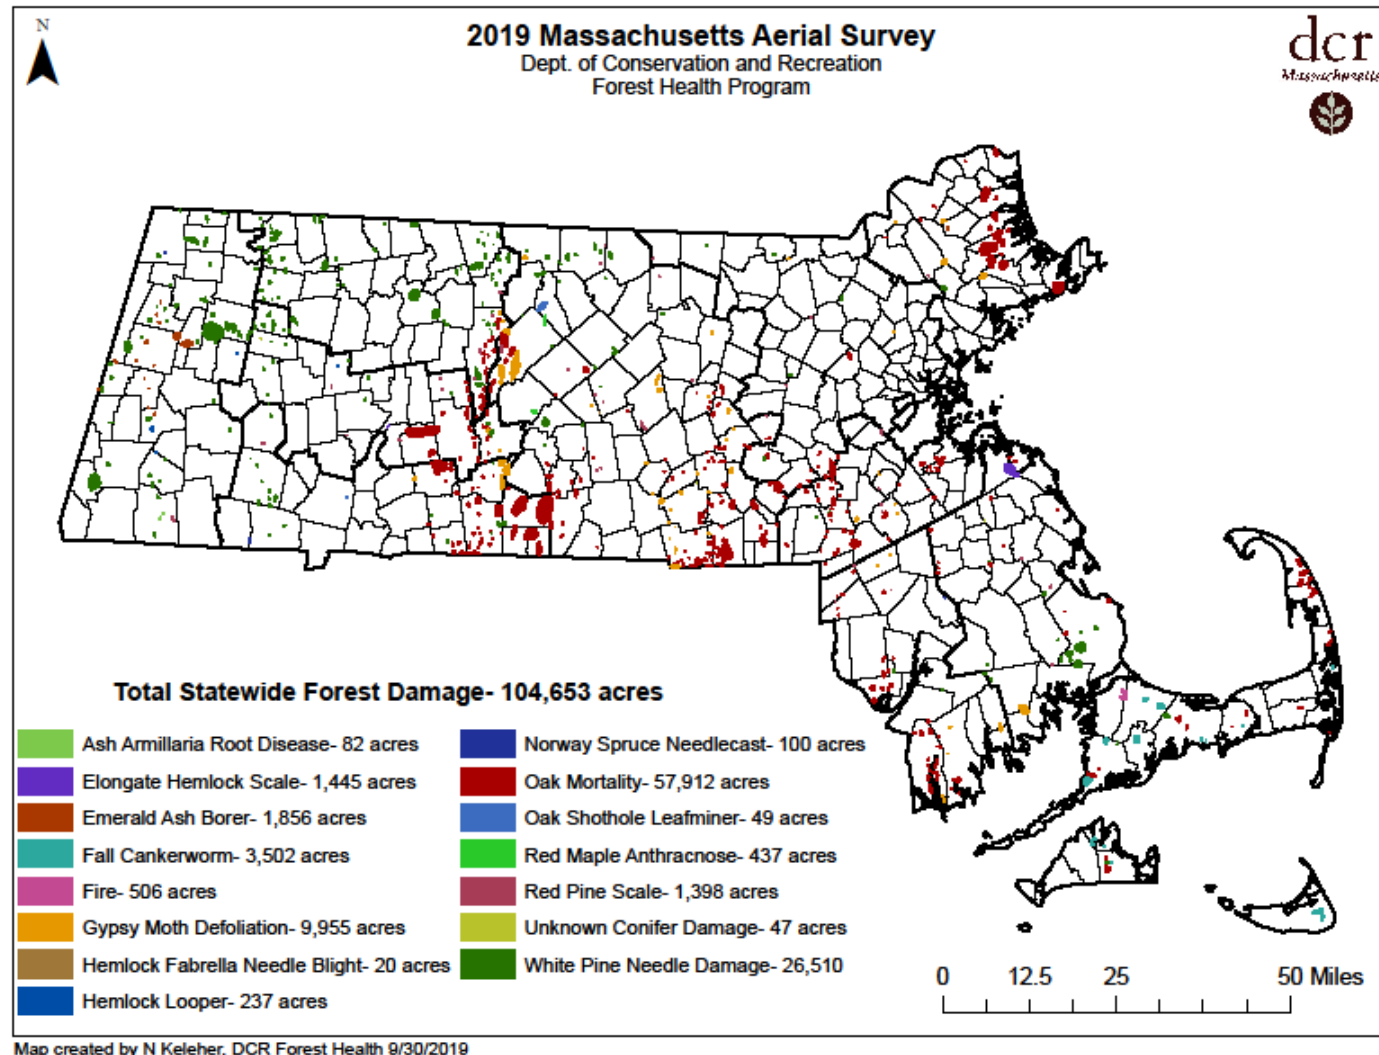 N
2019 Massachusetts Aerial Survey
Dept. of Conservation and Recreation
Forest Health Program
dcr
Massachusetts
Total Statewide Forest Damage- 104,653 acres
Ash Armillaria Root Disease- 82 acres
Elongate Hemlock Scale- 1,445 acres
Emerald Ash Borer- 1,856 acres
Fall Cankerworm- 3,502 acres
Fire- 506 acres
Gypsy Moth Defoliation- 9,955 acres
Hemlock Fabrella Needle Blight- 20 acres
Hemlock Looper- 237 acres
Norway Spruce Needlecast- 100 acres
Oak Mortality- 57,912 acres
Oak Shothole Leafminer- 49 acres
Red Maple Anthracnose- 437 acres
Red Pine Scale- 1,398 acres
Unknown Conifer Damage- 47 acres
White Pine Needle Damage- 26,510
0 12.5 25 50 Miles
Map created by N Keleher, DCR Forest Health 9/30/2019